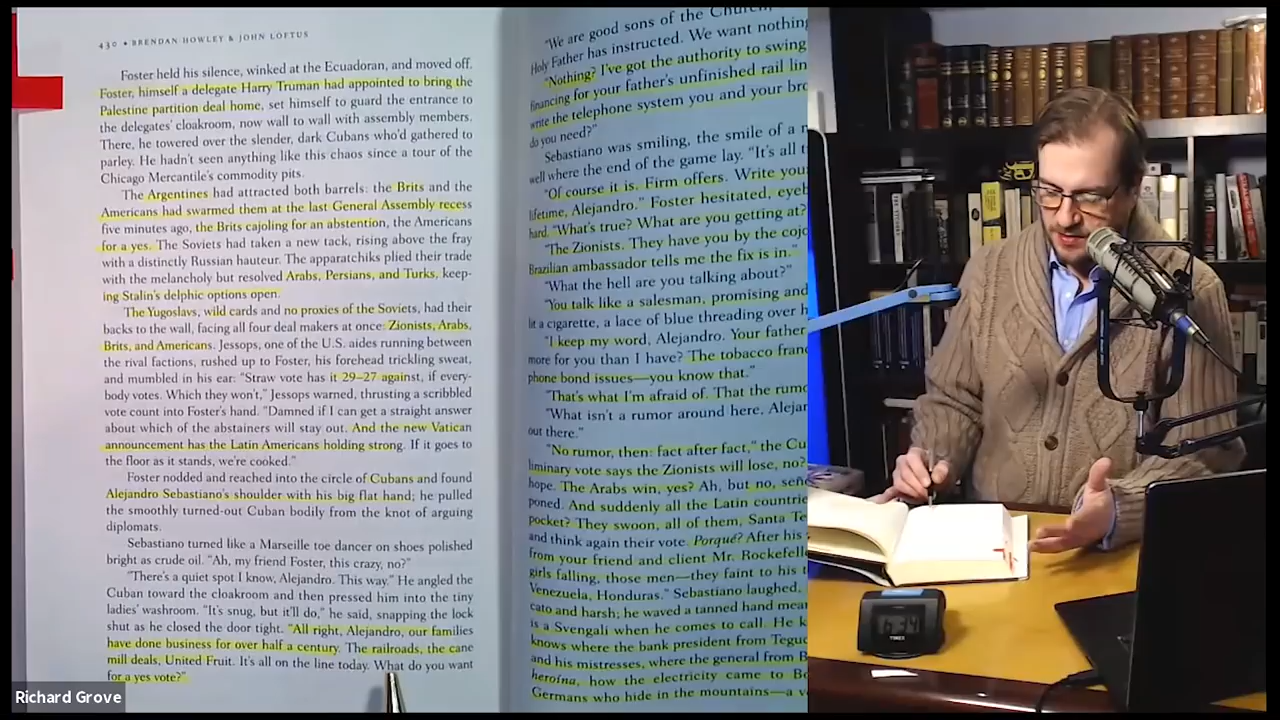 430 • BRENDAN HOWLEY & JOHN LOFTUS
Foster held his silence, winked at the Ecuadoran, and moved off.
Foster, himself a delegate Harry Truman had appointed to bring the
Palestine partition deal home, set himself to guard the entrance to
the delegates' cloakroom, now wall to wall with assembly members.
There, he towered over the slender, dark Cubans who'd gathered to
parley. He hadn't seen anything like this chaos since a tour of the
Chicago Mercantile's commodity pits.
The Argentines had attracted both barrels: the Brits and the
Americans had swarmed them at the last General Assembly recess
five minutes ago, the Brits cajoling for an abstention, the Americans
for a yes. The Soviets had taken a new tack, rising above the fray
with a distinctly Russian hauteur. The apparatchiks plied their trade
with the melancholy but resolved Arabs, Persians, and Turks, keep-
ing Stalin's delphic options open.
The Yugoslavs, wild cards and no proxies of the Soviets, had their
backs to the wall, facing all four deal makers at once: Zionists, Arabs,
Brits, and Americans. Jessops, one of the U.S. aides running between
the rival factions, rushed up to Foster, his forehead trickling sweat,
and mumbled in his ear: "Straw vote has it 29–27 against, if every-
body votes. Which they won't," Jessops warned, thrusting a scribbled
vote count into Foster's hand. "Damned if I can get a straight answer
about which of the abstainers will stay out. And the new Vatican
announcement has the Latin Americans holding strong. If it goes to
the floor as it stands, we're cooked."
Foster nodded and reached into the circle of Cubans and found
Alejandro Sebastiano's shoulder with his big flat hand; he pulled
the smoothly turned-out Cuban bodily from the knot of arguing
diplomats.
Sebastiano turned like a Marseille toe dancer on shoes polished
bright as crude oil. "Ah, my friend Foster, this crazy, no?"
"There's a quiet spot I know, Alejandro. This way." He angled the
Cuban toward the cloakroom and then pressed him into the tiny
ladies' washroom. "It's snug, but it'll do," he said, snapping the lock
shut as he closed the door tight. "All right, Alejandro, our families
have done business for over half a century. The railroads, the cane
mill deals, United Fruit. It's all on the line today. What do you want
for a yes vote?"
"We are good sons of the Church,
Holy Father has instructed. We want nothing
"Nothing? I've got the authority to swing
financing for your father's unfinished rail lin
write the telephone system you and your bro
do you need?"
Sebastiano was smiling, the smile of a m
well where the end of the game lay. "It's all t
"Of course it is. Firm offers. Write you
lifetime, Alejandro." Foster hesitated, eyeb
hard. "What's true? What are you getting at?
"The Zionists. They have you by the cojo
Brazilian ambassador tells me the fix is in."
"What the hell are you talking about?"
"You talk like a salesman, promising and
lit a cigarette, a lace of blue threading over h
"I keep my word, Alejandro. Your father
more for you than I have? The tobacco fran
phone bond issues—you know that."
"That's what I'm afraid of. That the rumo
"What isn't a rumor around here, Alejan
out there."
"No rumor, then: fact after fact," the Cu
liminary vote says the Zionists will lose, no?
hope. The Arabs win, yes? Ah, but no, seño
poned. And suddenly all the Latin countrie
pocket? They swoon, all of them, Santa Te
and think again their vote. Porqué? After his
from your friend and client Mr. Rockefell
girls falling, those men—they faint to his t
Venezuela, Honduras." Sebastiano laughed,
cato and harsh; he waved a tanned hand mean
is a Svengali when he comes to call. He k
knows where the bank president from Tegu
and his mistresses, where the general from B
heroína, how the electricity came to Bo
Germans who hide in the mountains—a v
Richard Grove
TIMEX